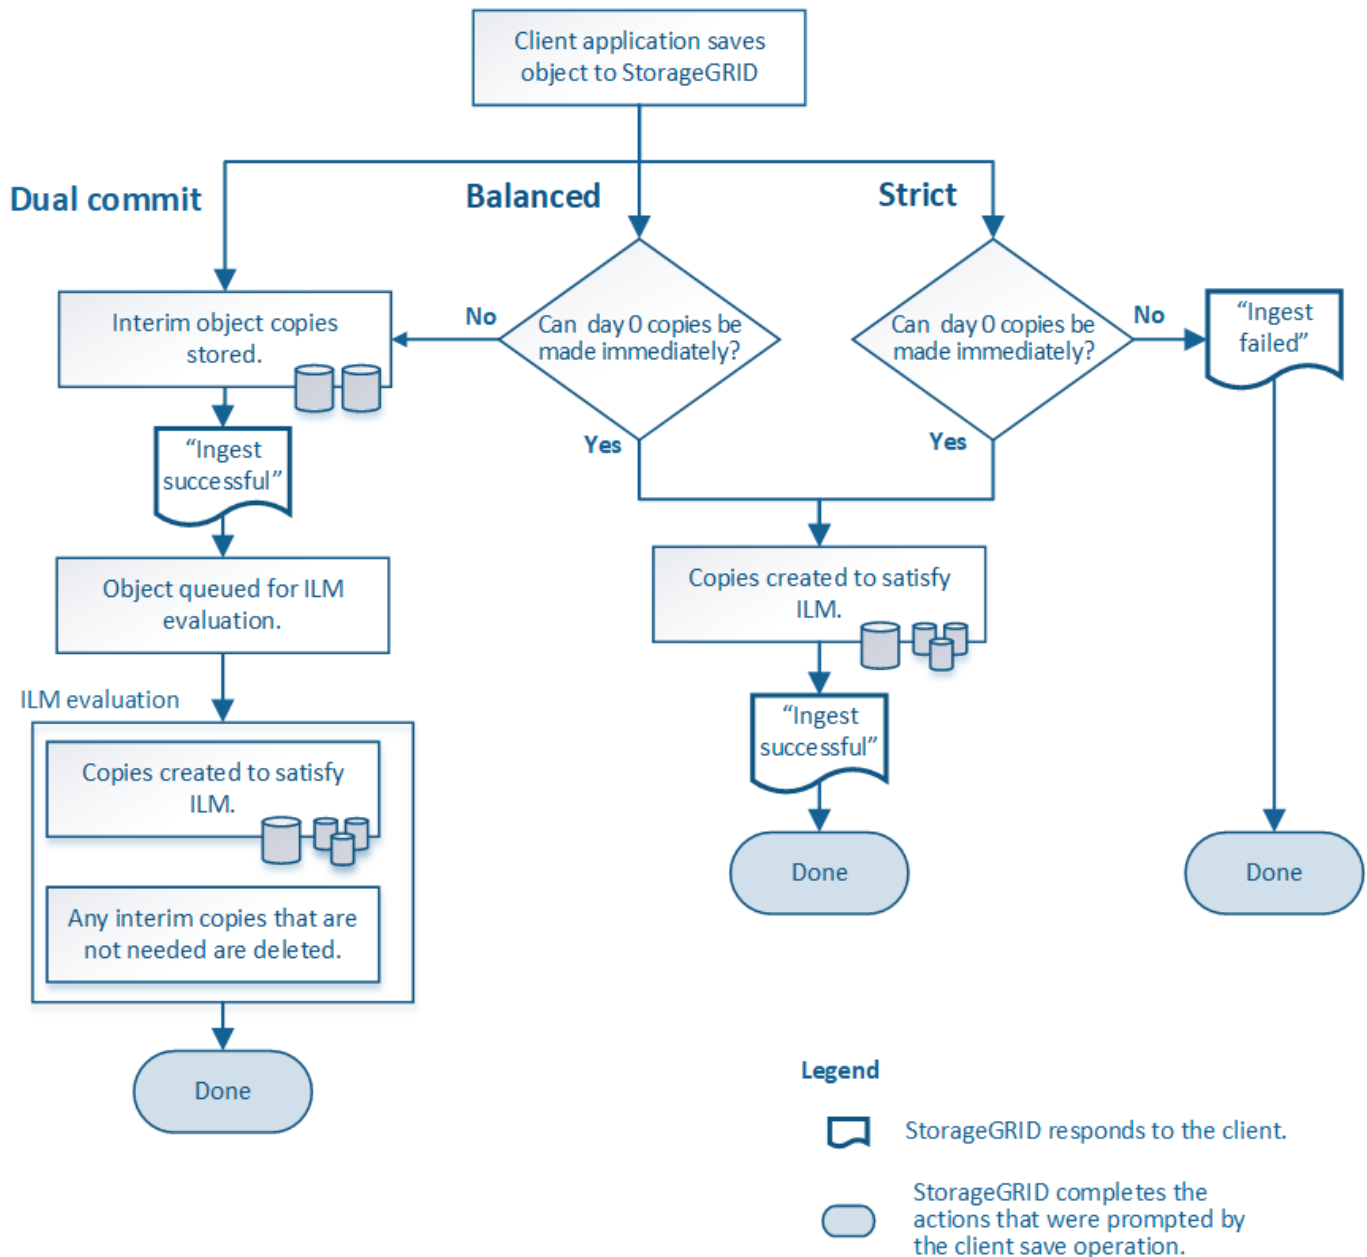 Client application saves
object to StorageGRID
Dual commit
Balanced
Strict
Interim object copies
stored.
No
Can day 0 copies be
made immediately?
Yes
Can day 0 copies be
made immediately?
No
Yes
“Ingest
failed”
“Ingest
successful”
Object queued for ILM
evaluation.
Copies created to satisfy
ILM.
ILM evaluation
“Ingest
successful”
Copies created to satisfy
ILM.
Any interim copies that are
not needed are deleted.
Done
Done
Done
Legend
StorageGRID responds to the client.
StorageGRID completes the
actions that were prompted by
the client save operation.